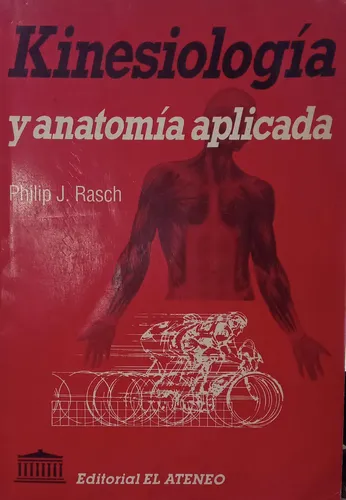 Kinesiología
y anatomía aplicada
Philip J. Rasch
Editorial EL ATENEO